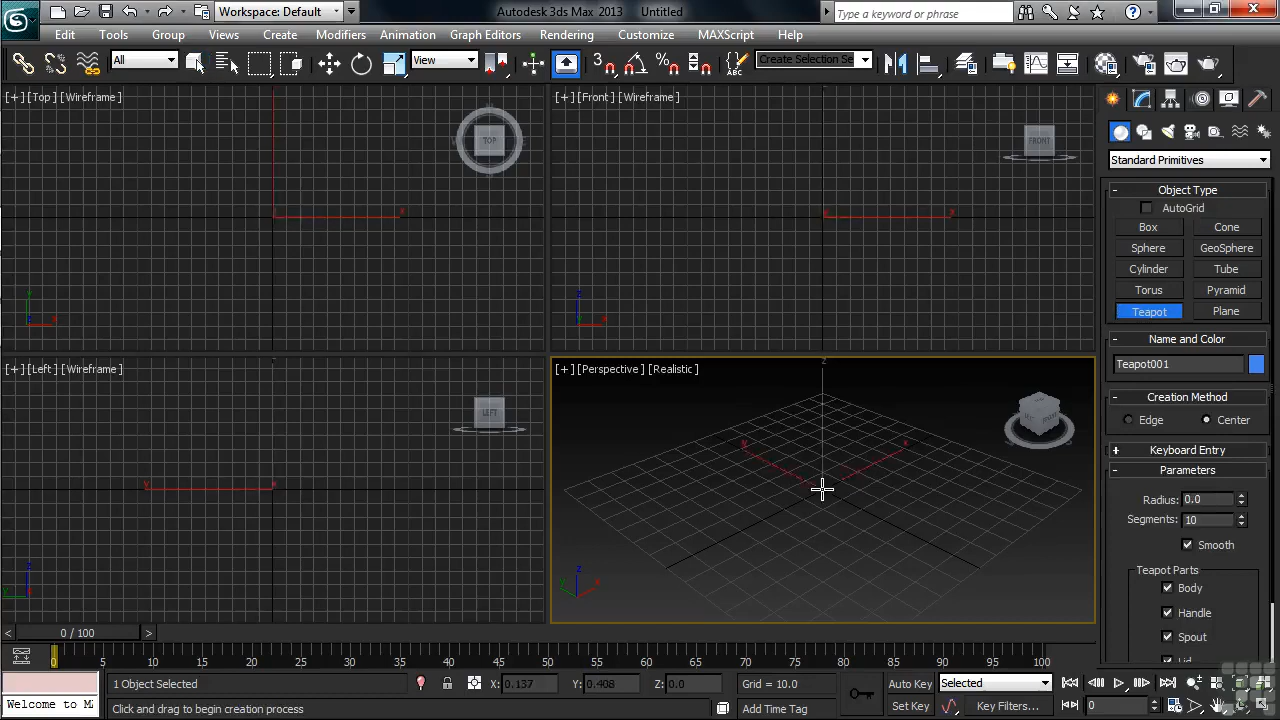 Workspace: Default
Autodesk 3ds Max 2013
Untitled
Type a keyword or phrase
Edit
Tools
Group
Views
Create
Modifiers
Animation
Graph Editors
Rendering
Customize
MAXScript
Help
All
View
3
Create Selection Se
[+] [Top] [Wireframe]
TOP
[+] [Front] [Wireframe]
FRONT
Standard Primitives
- Object Type
AutoGrid
Box
Cone
Sphere
GeoSphere
Cylinder
Tube
Torus
Pyramid
Teapot
Plane
- Name and Color
Teapot001
[+] [Left] [Wireframe]
LEFT
[+] [Perspective] [Realistic]
- Creation Method
Edge
Center
+ Keyboard Entry
- Parameters
Radius: 0.0
Segments: 10
Smooth
Teapot Parts
Body
Handle
Spout
Lid
< 0 / 100 >
0 5 10 15 20 25 30 35 40 45 50 55 60 65 70 75 80 85 90 95 100
1 Object Selected
X: 0.137
Y: 0.408
Z: 0.0
Grid = 10.0
Auto Key
Selected
Welcome to M
Click and drag to begin creation process
Add Time Tag
Set Key
Key Filters...
0